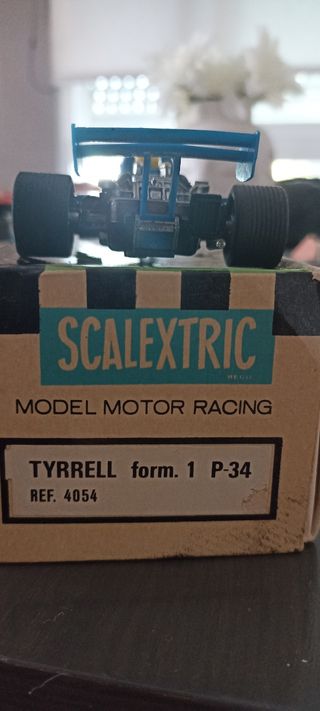 SCALEXTRIC
MODEL MOTOR RACING
TYRRELL form. 1 P-34
REF. 4054